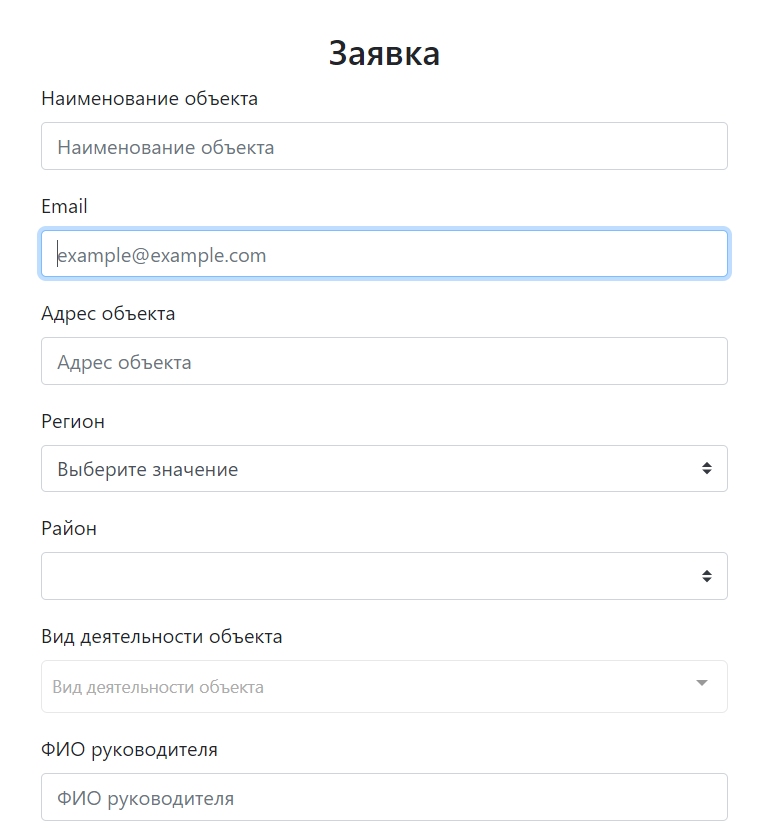 Заявка
Наименование объекта
Наименование объекта
Email
example@example.com
Адрес объекта
Адрес объекта
Регион
Выберите значение
Район
Вид деятельности объекта
Вид деятельности объекта
ФИО руководителя
ФИО руководителя